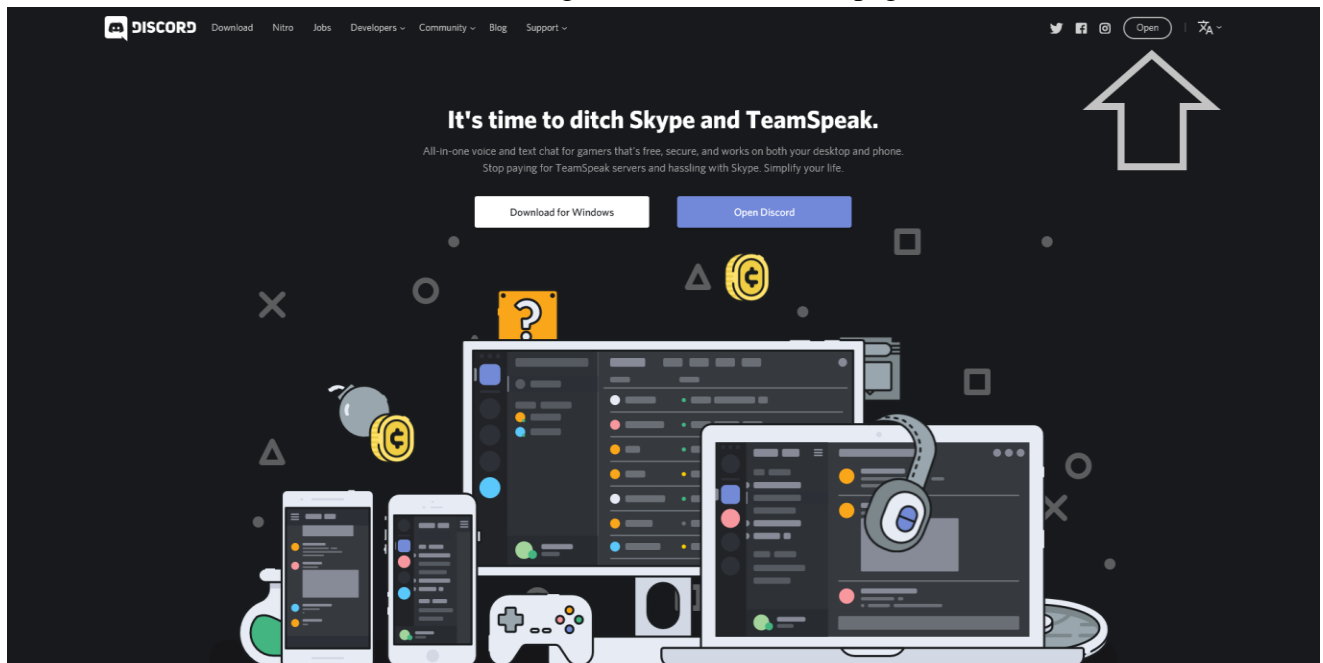 DISCORD Download Nitro Jobs Developers Community Blog Support Open 文A
It's time to ditch Skype and TeamSpeak.
All-in-one voice and text chat for gamers that's free, secure, and works on both your desktop and phone.
Stop paying for TeamSpeak servers and hassling with Skype. Simplify your life.
Download for Windows Open Discord
?